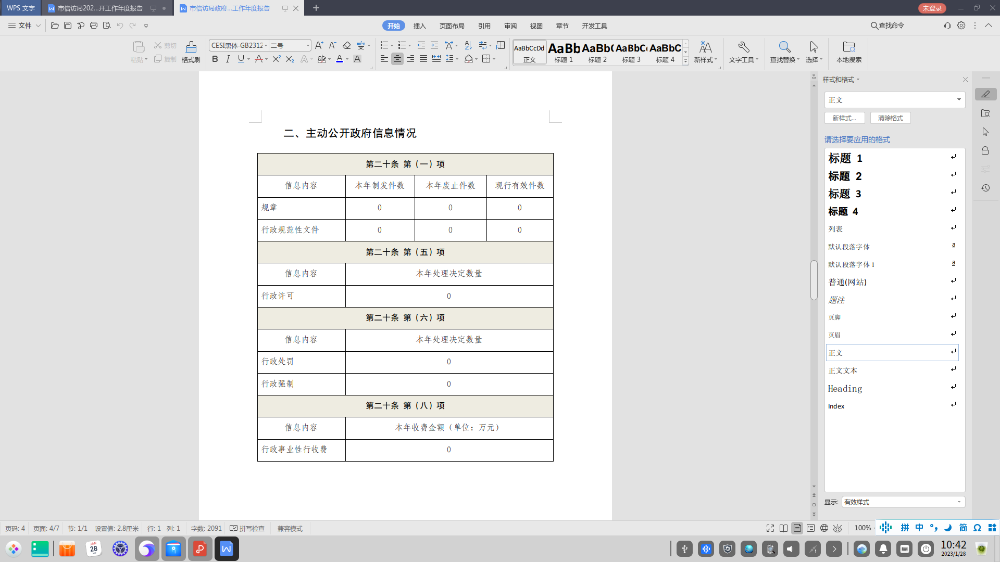 WPS 文字
市信访局202...开工作年度报告
市信访局政府...工作年度报告
未登录
文件
开始
插入
页面布局
引用
审阅
视图
章节
开发工具
查找命令
粘贴
剪切
复制
格式刷
CESI黑体-GB2312
二号
AaBbCcDd
正文
AaBb
标题 1
AaBb(
标题 2
AaBbC
标题 3
AaBbC
标题 4
新样式
文字工具
查找替换
选择
本地搜索
二、主动公开政府信息情况
第二十条 第（一）项
信息内容 本年制发件数 本年废止件数 现行有效件数
规章 0 0 0
行政规范性文件 0 0 0
第二十条 第（五）项
信息内容 本年处理决定数量
行政许可 0
第二十条 第（六）项
信息内容 本年处理决定数量
行政处罚 0
行政强制 0
第二十条 第（八）项
信息内容 本年收费金额（单位：万元）
行政事业性行收费 0
样式和格式
正文
新样式...
清除格式
请选择要应用的格式
标题 1
标题 2
标题 3
标题 4
列表
默认段落字体
默认段落字体1
普通(网站)
题注
页脚
页眉
正文
正文文本
Heading
Index
显示: 有效样式
页码: 4 页面: 4/7 节: 1/1 设置值: 2.8厘米 行: 1 列: 1 字数: 2091 拼写检查 兼容模式
100%
拼 中 简
JAN
28
10:42
2023/1/28